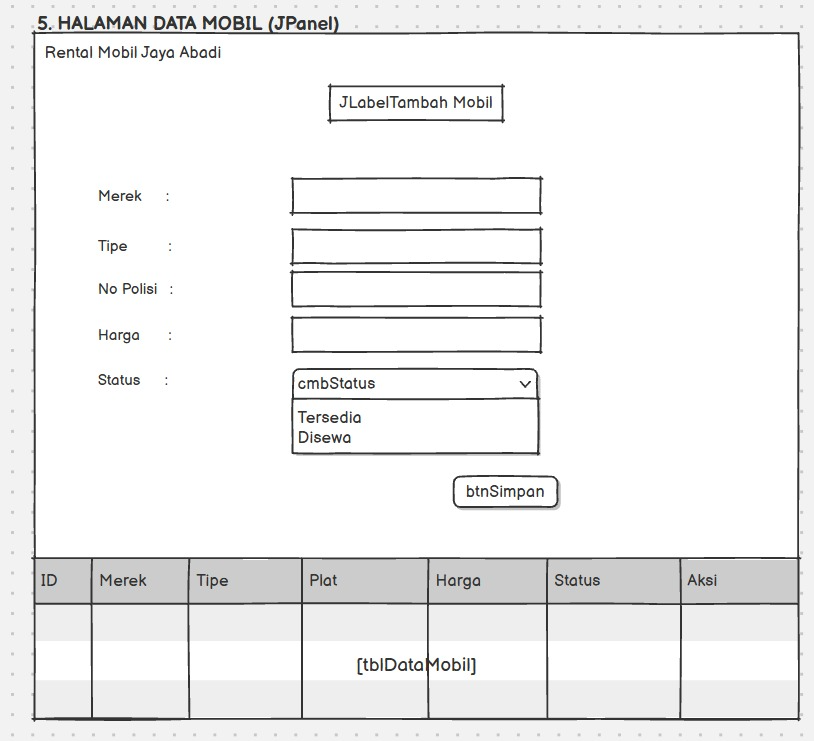 5. HALAMAN DATA MOBIL (JPanel)
Rental Mobil Jaya Abadi
JLabelTambah Mobil
Merek :
Tipe :
No Polisi :
Harga :
Status :
cmbStatus
Tersedia
Disewa
btnSimpan
ID Merek Tipe Plat Harga Status Aksi
[tblDataMobil]